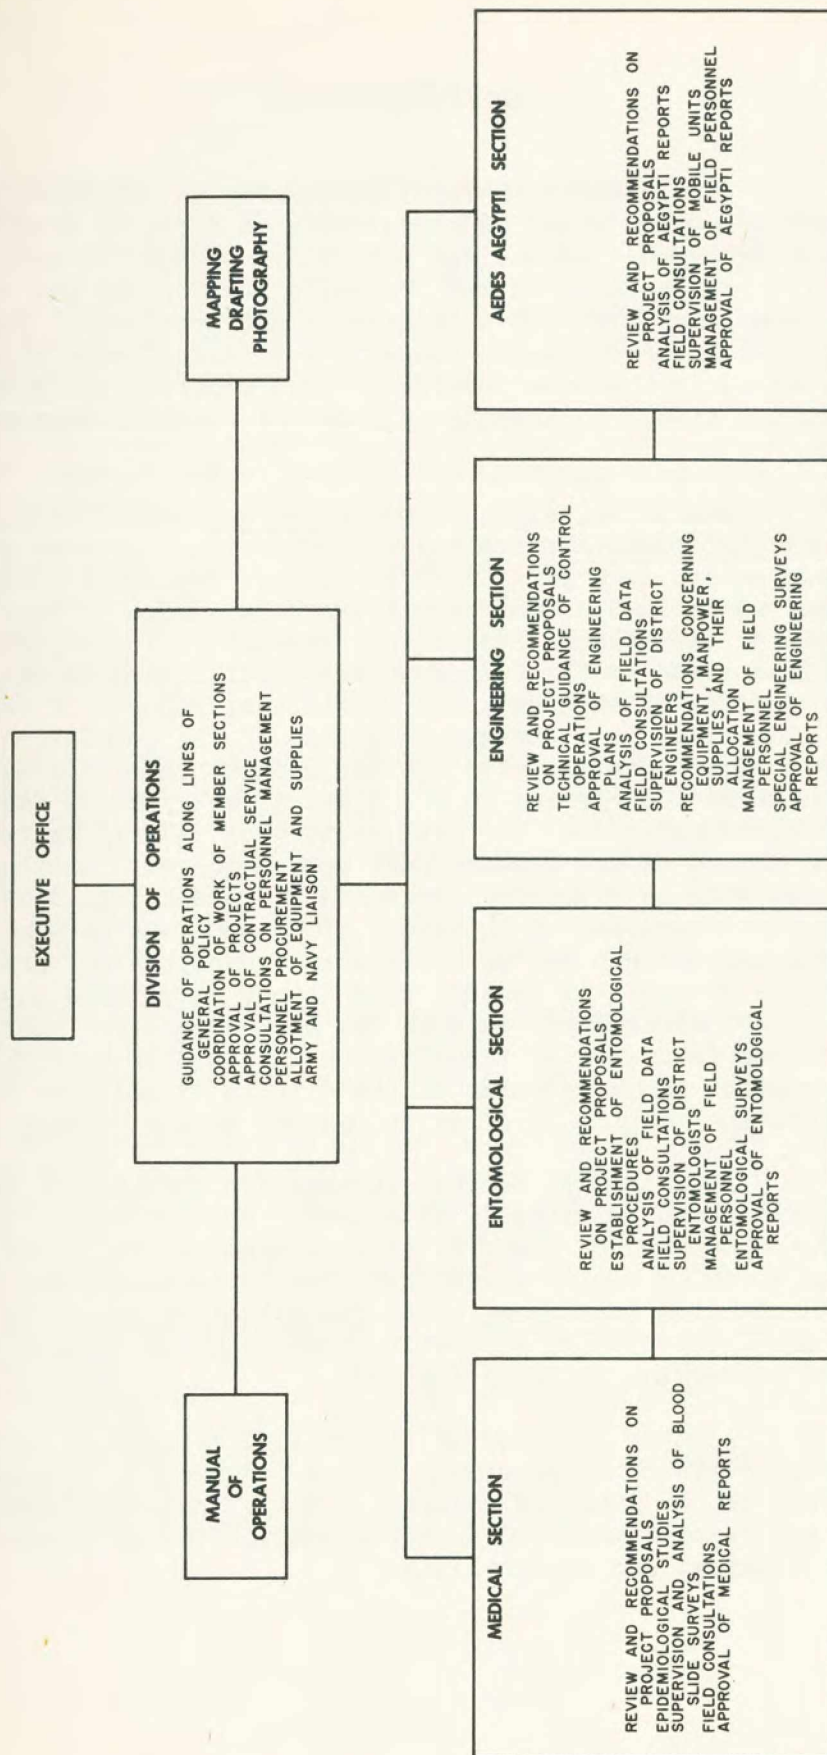 EXECUTIVE OFFICE
DIVISION OF OPERATIONS
GUIDANCE OF OPERATIONS ALONG LINES OF
GENERAL POLICY
COORDINATION OF WORK OF MEMBER SECTIONS
APPROVAL OF PROJECTS
APPROVAL OF CONTRACTUAL SERVICE
CONSULTATIONS ON PERSONNEL MANAGEMENT
PERSONNEL PROCUREMENT
ALLOTMENT OF EQUIPMENT AND SUPPLIES
ARMY AND NAVY LIAISON
MANUAL
OF
OPERATIONS
MAPPING
DRAFTING
PHOTOGRAPHY
MEDICAL SECTION
REVIEW AND RECOMMENDATIONS ON
PROJECT PROPOSALS
EPIDEMIOLOGICAL STUDIES
SUPERVISION AND ANALYSIS OF BLOOD
SLIDE SURVEYS
FIELD CONSULTATIONS
APPROVAL OF MEDICAL REPORTS
ENTOMOLOGICAL SECTION
REVIEW AND RECOMMENDATIONS
ON PROJECT PROPOSALS
ESTABLISHMENT OF ENTOMOLOGICAL
PROCEDURES
ANALYSIS OF FIELD DATA
FIELD CONSULTATIONS
SUPERVISION OF DISTRICT
ENTOMOLOGISTS
MANAGEMENT OF FIELD
PERSONNEL
ENTOMOLOGICAL SURVEYS
APPROVAL OF ENTOMOLOGICAL
REPORTS
ENGINEERING SECTION
REVIEW AND RECOMMENDATIONS
ON PROJECT PROPOSALS
TECHNICAL GUIDANCE OF CONTROL
OPERATIONS
APPROVAL OF ENGINEERING
PLANS
ANALYSIS OF FIELD DATA
FIELD CONSULTATIONS
SUPERVISION OF DISTRICT
ENGINEERS
RECOMMENDATIONS CONCERNING
EQUIPMENT, MANPOWER,
SUPPLIES AND THEIR
ALLOCATION
MANAGEMENT OF FIELD
PERSONNEL
SPECIAL ENGINEERING SURVEYS
APPROVAL OF ENGINEERING
REPORTS
AEDES AEGYPTI SECTION
REVIEW AND RECOMMENDATIONS ON
PROJECT PROPOSALS
ANALYSIS OF AEGYPTI REPORTS
FIELD CONSULTATIONS
SUPERVISION OF MOBILE UNITS
MANAGEMENT OF FIELD PERSONNEL
APPROVAL OF AEGYPTI REPORTS